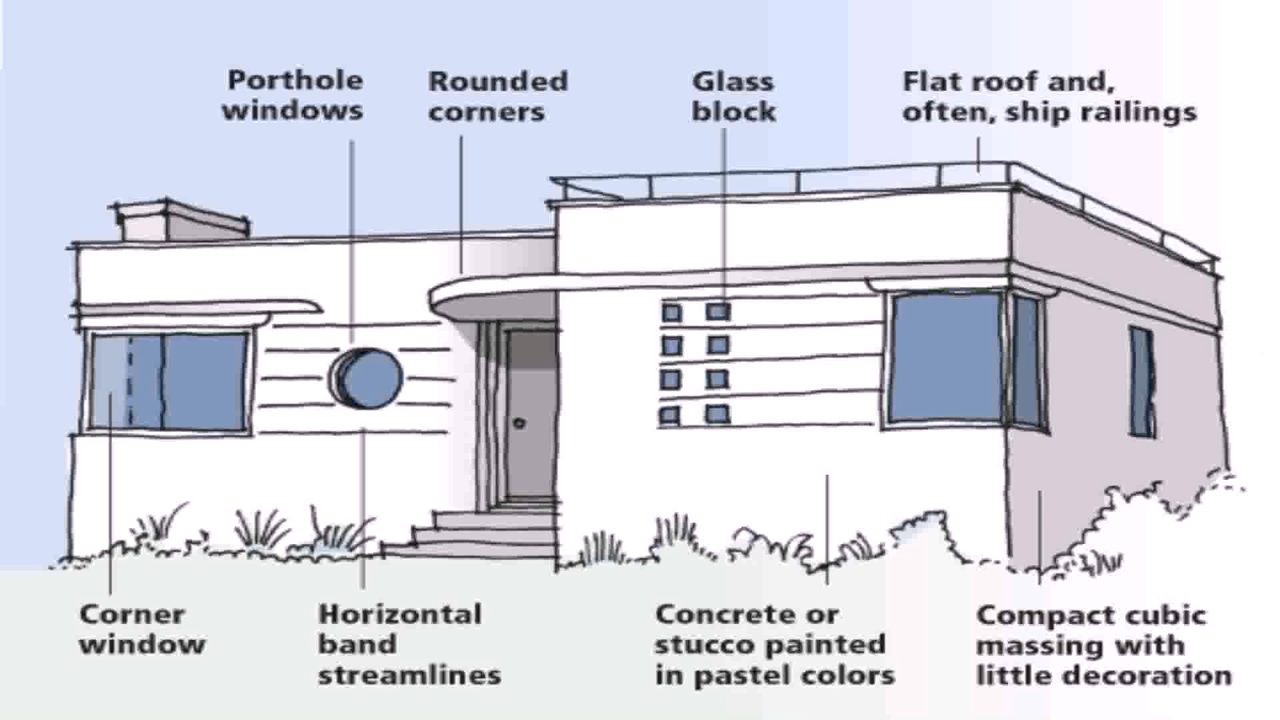 Porthole
windows
Rounded
corners
Glass
block
Flat roof and,
often, ship railings
Corner
window
Horizontal
band
streamlines
Concrete or
stucco painted
in pastel colors
Compact cubic
massing with
little decoration